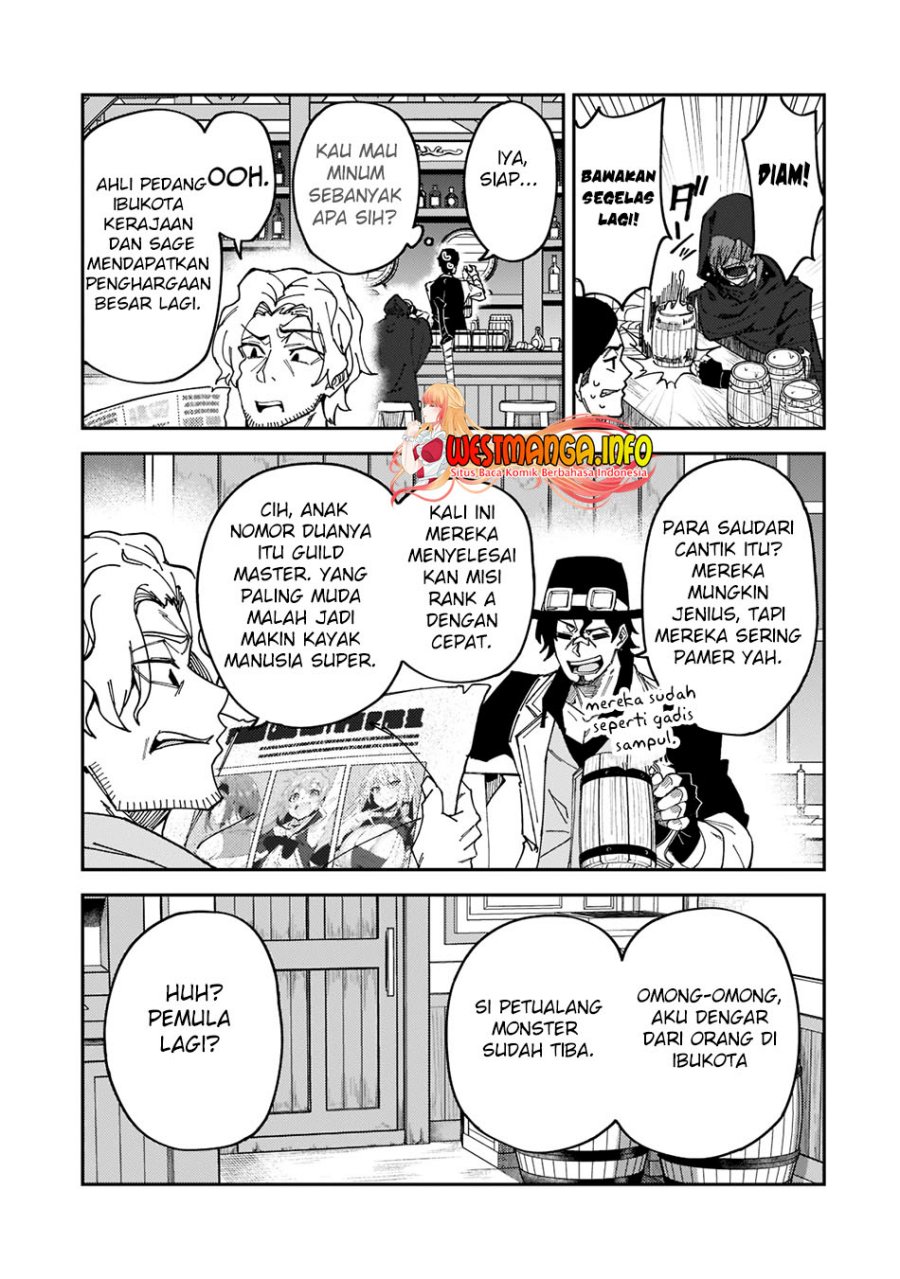 DIAM!
BAWAKAN
SEGELAS
LAGI!
IYA,
SIAP...
KAU MAU
MINUM
SEBANYAK
APA SIH?
OOH.
AHLI PEDANG
IBUKOTA
KERAJAAN
DAN SAGE
MENDAPATKAN
PENGHARGAAN
BESAR LAGI.
WESTMANGA.INFO
Situs Baca Komik Berbahasa Indonesia
PARA SAUDARI
CANTIK ITU?
MEREKA
MUNGKIN
JENIUS, TAPI
MEREKA SERING
PAMER YAH.
mereka sudah
seperti gadis
sampul.
KALI INI
MEREKA
MENYELESAI
KAN MISI
RANK A
DENGAN
CEPAT.
CIH, ANAK
NOMOR DUANYA
ITU GUILD
MASTER. YANG
PALING MUDA
MALAH JADI
MAKIN KAYAK
MANUSIA SUPER.
OMONG-OMONG,
AKU DENGAR
DARI ORANG DI
IBUKOTA
SI PETUALANG
MONSTER
SUDAH TIBA.
HUH?
PEMULA
LAGI?